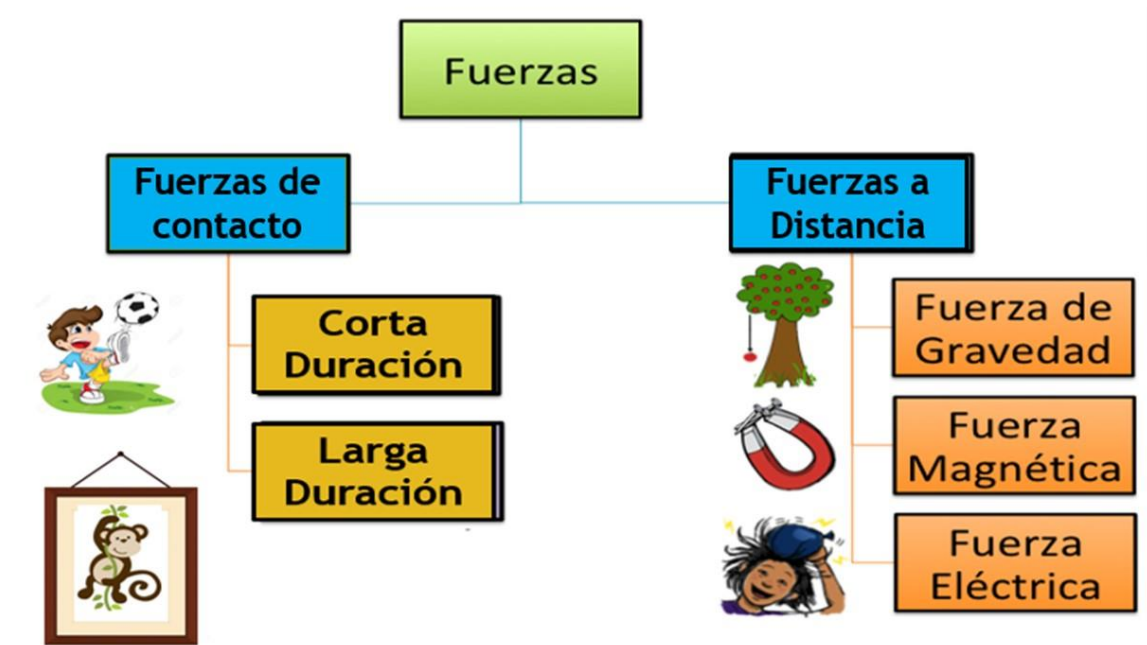 Fuerzas
Fuerzas de
contacto
Corta
Duración
Larga
Duración
Fuerzas a
Distancia
Fuerza de
Gravedad
Fuerza
Magnética
Fuerza
Eléctrica